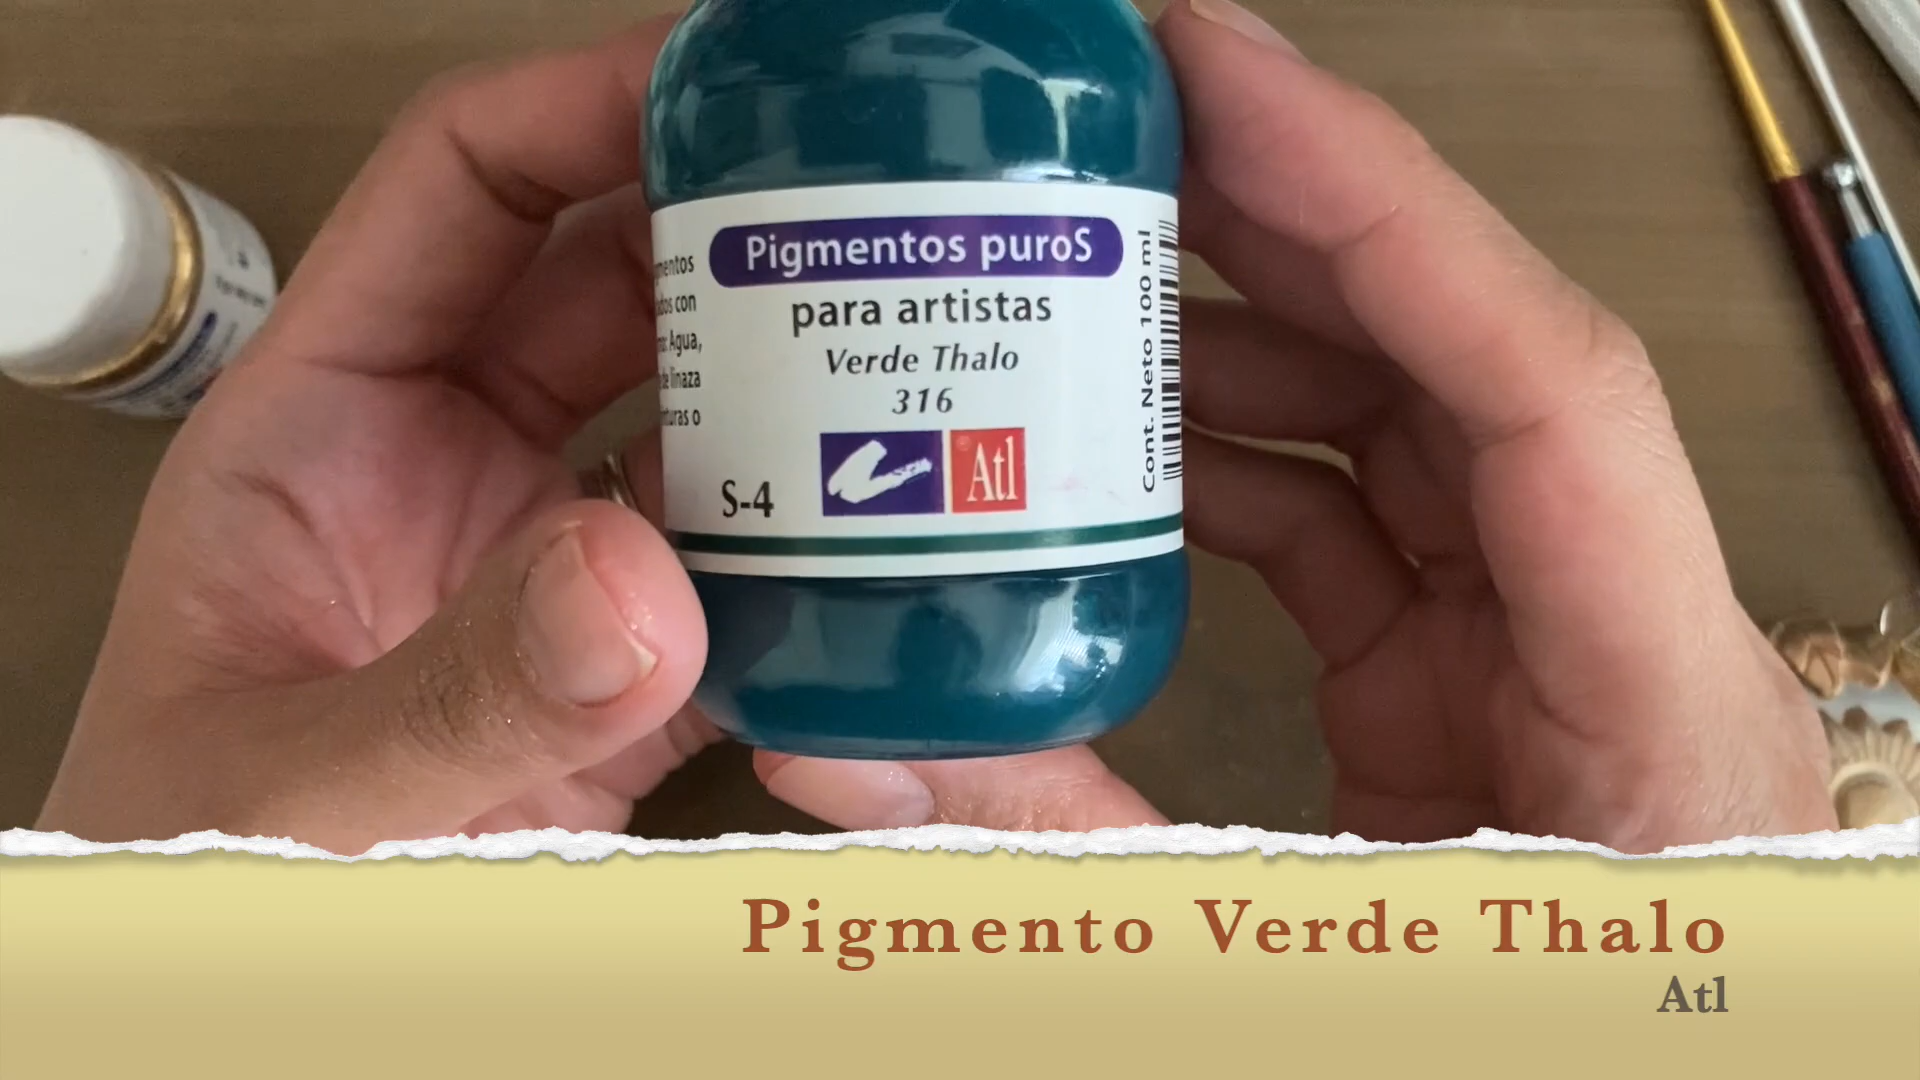 Pigmentos puroS
para artistas
Verde Thalo
316
S-4
Atl
Cont. Neto 100 ml
con
Agua,
de linaza
o
Pigmento Verde Thalo
Atl